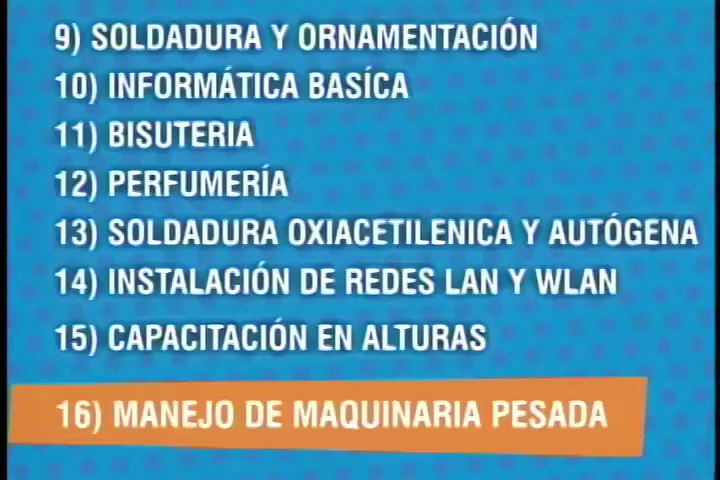 9) SOLDADURA Y ORNAMENTACIÓN
10) INFORMÁTICA BASÍCA
11) BISUTERIA
12) PERFUMERÍA
13) SOLDADURA OXIACETILENICA Y AUTÓGENA
14) INSTALACIÓN DE REDES LAN Y WLAN
15) CAPACITACIÓN EN ALTURAS
16) MANEJO DE MAQUINARIA PESADA